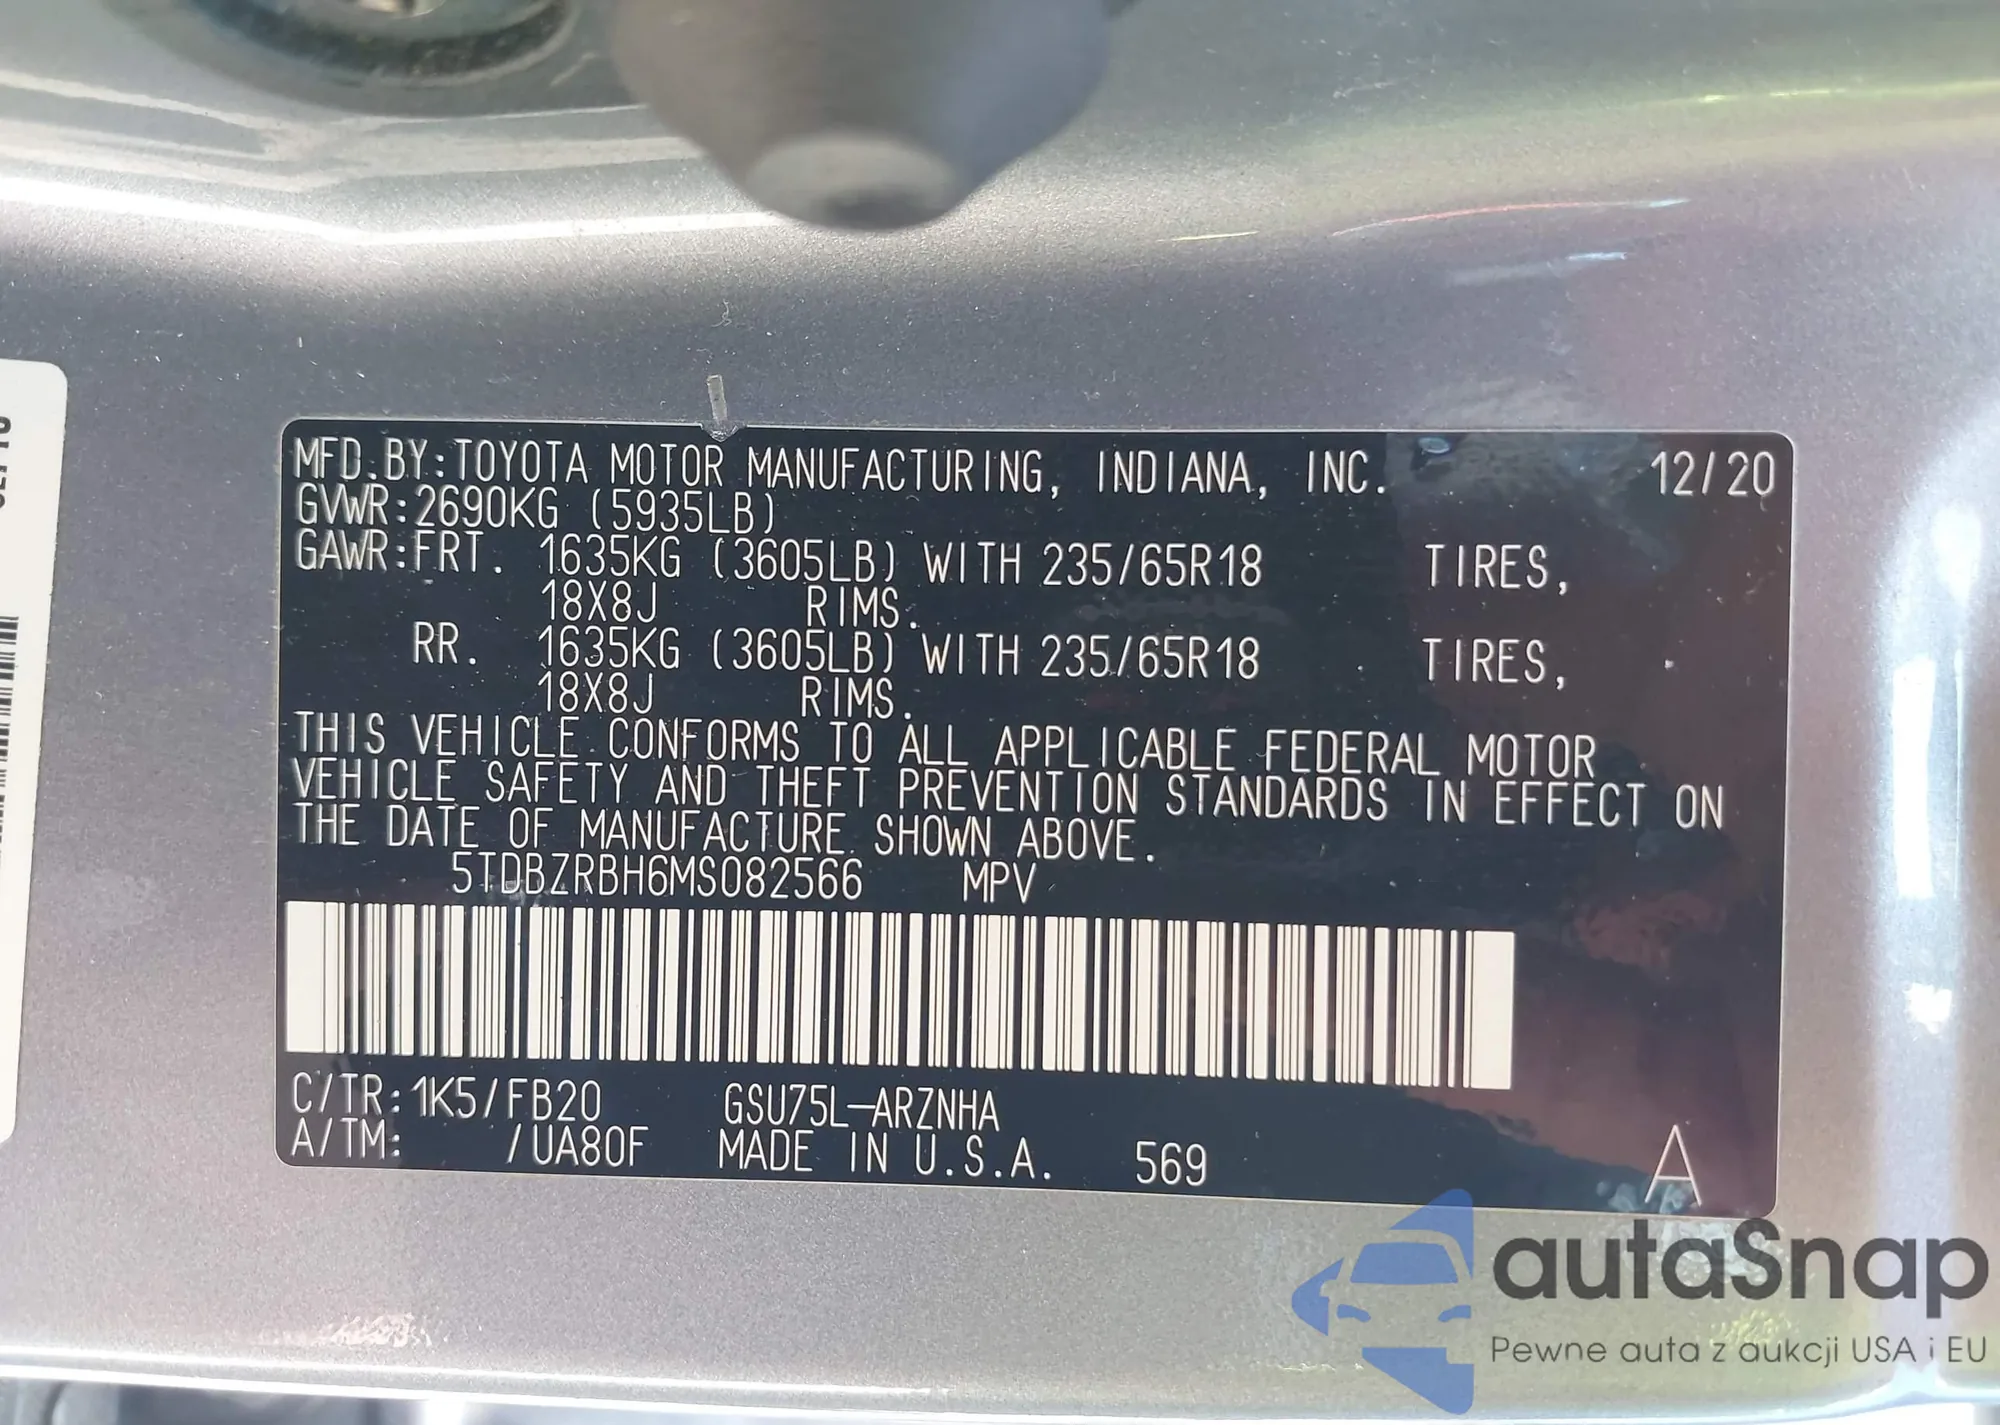 MFD.BY:TOYOTA MOTOR MANUFACTURING, INDIANA, INC. 12/20
GVWR:2690KG (5935LB)
GAWR:FRT. 1635KG (3605LB) WITH 235/65R18 TIRES,
18X8J RIMS.
RR. 1635KG (3605LB) WITH 235/65R18 TIRES,
18X8J RIMS.
THIS VEHICLE CONFORMS TO ALL APPLICABLE FEDERAL MOTOR
VEHICLE SAFETY AND THEFT PREVENTION STANDARDS IN EFFECT ON
THE DATE OF MANUFACTURE SHOWN ABOVE.
5TDBZRBH6MS082566 MPV
C/TR:1K5/FB20 GSU75L-ARZNHA
A/TM: /UA80F MADE IN U.S.A. 569 A
autaSnap
Pewne auta z aukcji USA i EU